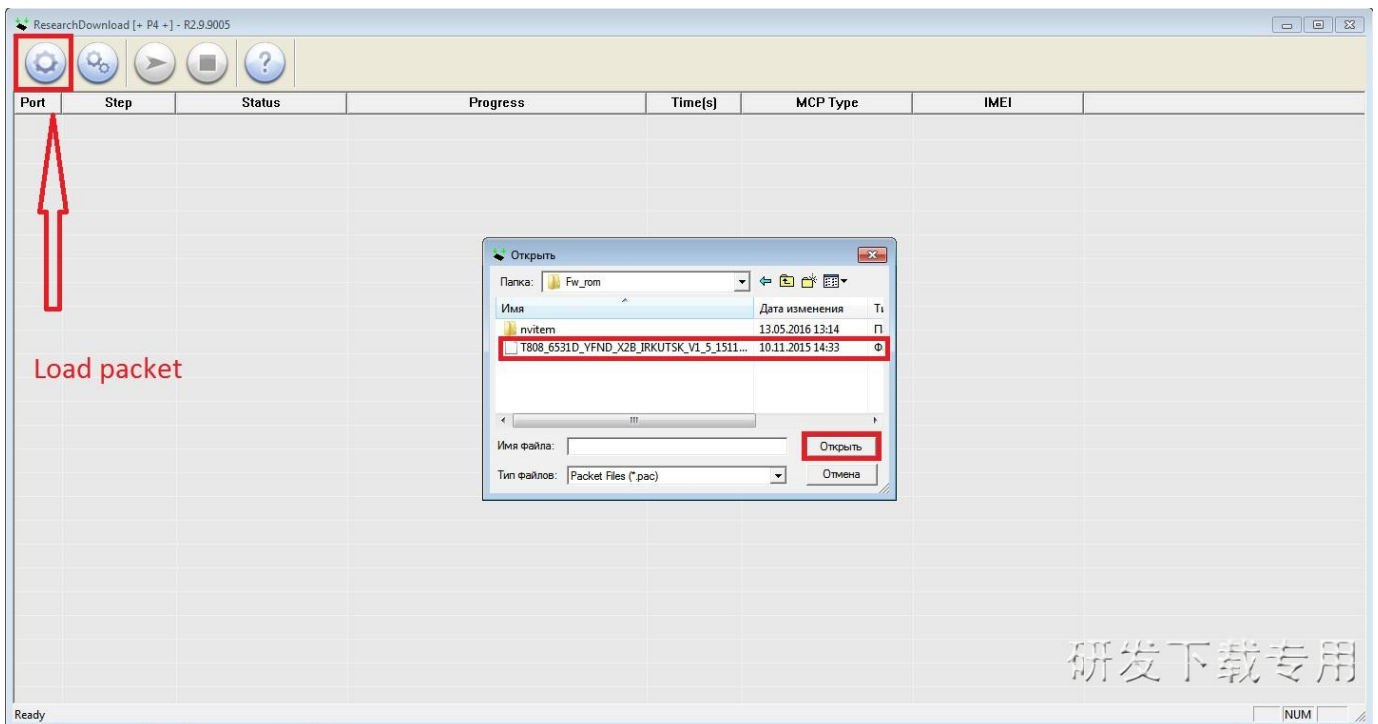 ResearchDownload [+ P4 +] - R2.9.9005
Port Step Status Progress Time(s) MCP Type IMEI
Открыть
Папка: Fw_rom
Имя Дата изменения Ти
nvitem 13.05.2016 13:14 П
T808_6531D_YFND_X2B_IRKUTSK_V1_5_1511... 10.11.2015 14:33 Ф
Load packet
Имя файла: Открыть
Тип файлов: Packet Files (*.pac) Отмена
研发下载专用
Ready NUM